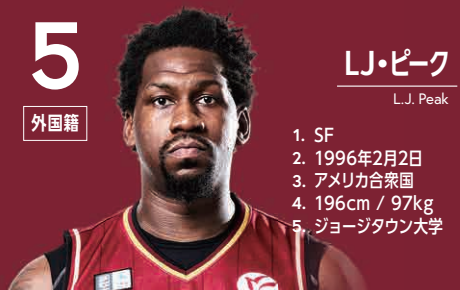 5
外国籍
LJ・ピーク
L.J. Peak
1. SF
2. 1996年2月2日
3. アメリカ合衆国
4. 196cm / 97kg
5. ジョージタウン大学